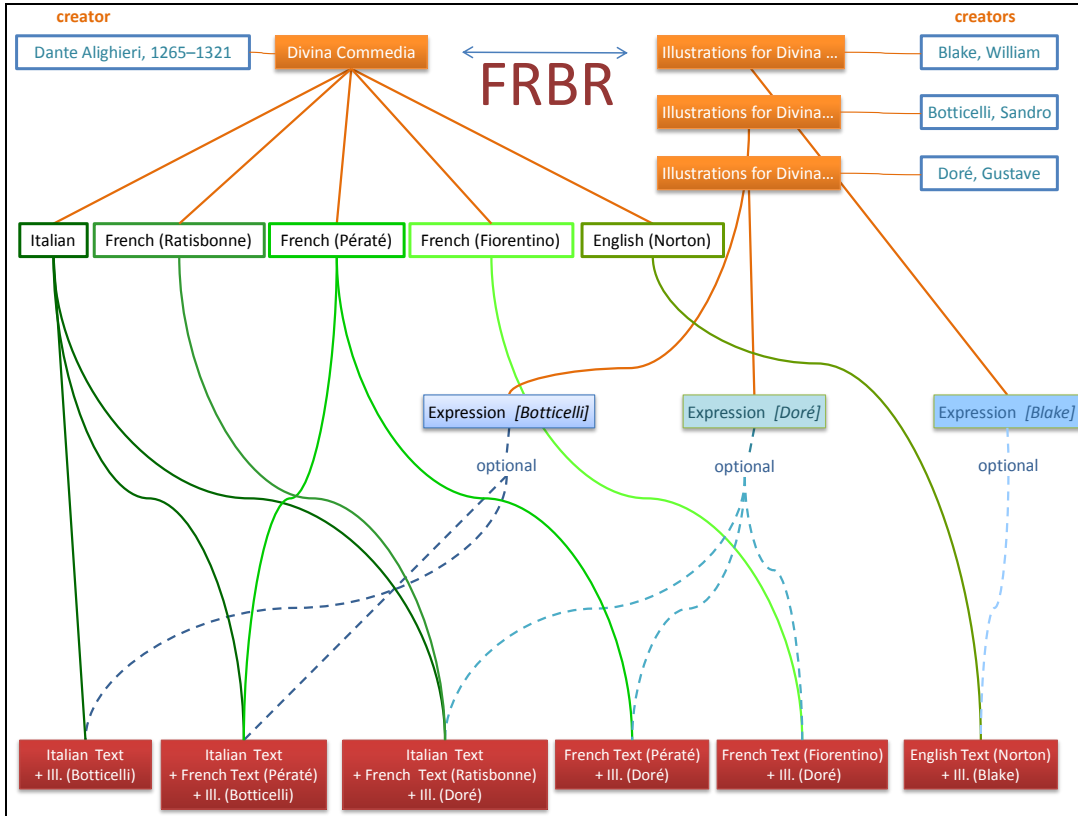 creator
creators
Dante Alighieri, 1265–1321
Divina Commedia
FRBR
Illustrations for Divina ...
Blake, William
Illustrations for Divina...
Botticelli, Sandro
Illustrations for Divina...
Doré, Gustave
Italian
French (Ratisbonne)
French (Pératé)
French (Fiorentino)
English (Norton)
Expression [Botticelli]
Expression [Doré]
Expression [Blake]
optional
optional
optional
Italian Text
+ Ill. (Botticelli)
Italian Text
+ French Text (Pératé)
+ Ill. (Botticelli)
Italian Text
+ French Text (Ratisbonne)
+ Ill. (Doré)
French Text (Pératé)
+ Ill. (Doré)
French Text (Fiorentino)
+ Ill. (Doré)
English Text (Norton)
+ Ill. (Blake)